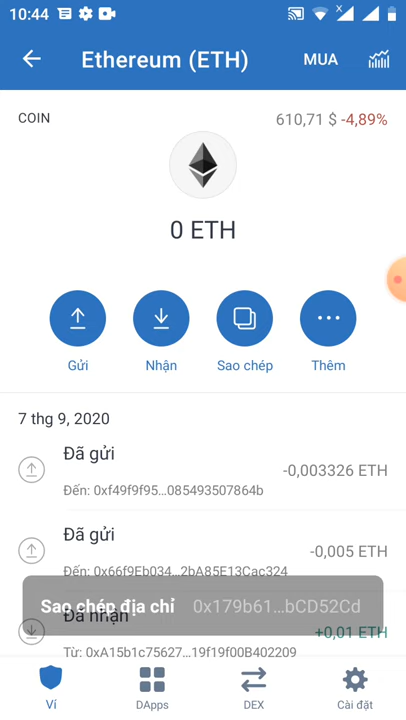 10:44
Ethereum (ETH)
MUA
COIN
610,71 $ -4,89%
0 ETH
Gửi
Nhận
Sao chép
Thêm
7 thg 9, 2020
Đã gửi
-0,003326 ETH
Đến: 0xf49f9f95...085493507864b
Đã gửi
-0,005 ETH
Đến: 0x66f9Eb034...2bA85E13Cac324
Sao chép địa chỉ 0x179b61...bCD52Cd
Đã nhận
+0,01 ETH
Từ: 0xA15b1c75627...19f19f00B402209
Ví
DApps
DEX
Cài đặt